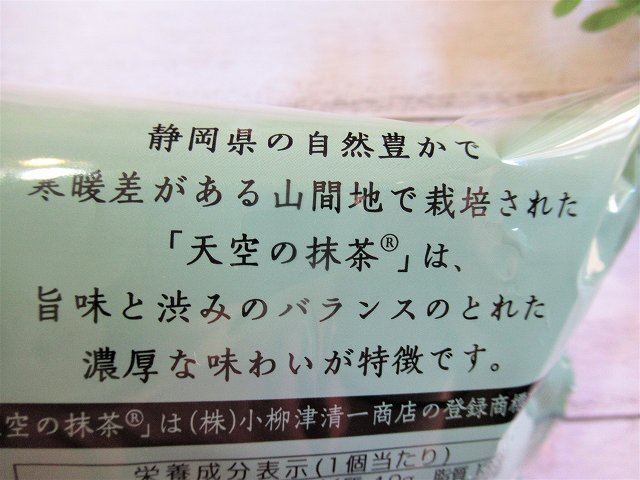 静岡県の自然豊かで
寒暖差がある山間地で栽培された
「天空の抹茶®」は、
旨味と渋みのバランスのとれた
濃厚な味わいが特徴です。
空の抹茶®」は(株)小柳津清一商店の登録商標
栄養成分表示(1個当たり)
脂質